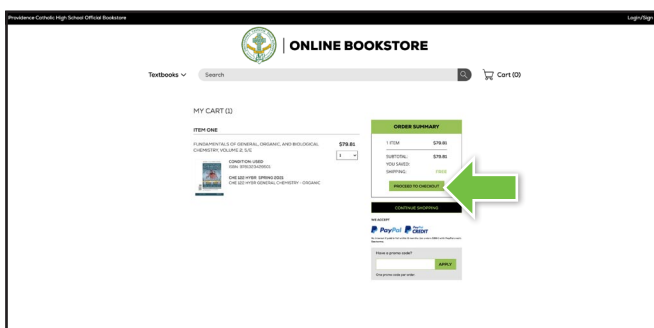 Providence Catholic High School Official Bookstore
Login/Sign
ONLINE BOOKSTORE
Textbooks
Search
Cart (0)
MY CART (1)
ITEM ONE
FUNDAMENTALS OF GENERAL, ORGANIC, AND BIOLOGICAL
CHEMISTRY: VOLUME 2: S/E
$79.81
1
CONDITION: USED
CHE 120 HYBR SPRING 2021
CHE 120 HYBR GENERAL CHEMISTRY - ORGANIC
ORDER SUMMARY
1 ITEM $79.81
SUBTOTAL: $79.81
YOU SAVED:
SHIPPING: FREE
PROCEED TO CHECKOUT
CONTINUE SHOPPING
WE ACCEPT
PayPal PayPal CREDIT
Have a promo code?
APPLY
One promo code per order.